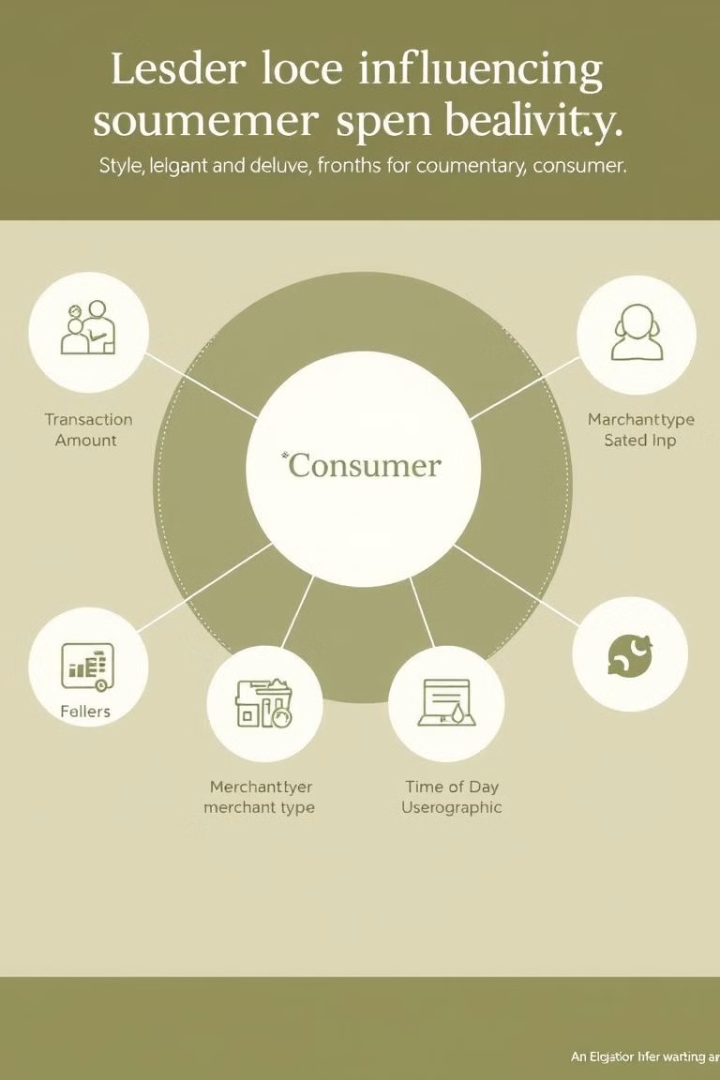 Lesder loce influencing
soumemer spen bealivity.
Style, lelgant and deluve, fronths for coumentary, consumer.
Transaction
Amount
Marchanttype
Sated Inp
*Consumer
Fellers
Merchanttyer
merchant type
Time of Day
Userographic
An Elgatior hfer warting ar